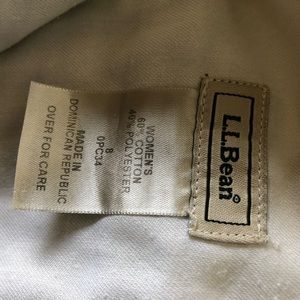 L.L.Bean®
WOMEN'S
60% COTTON
40% POLYESTER
8
0PC34
MADE IN
DOMINICAN REPUBLIC
OVER FOR CARE